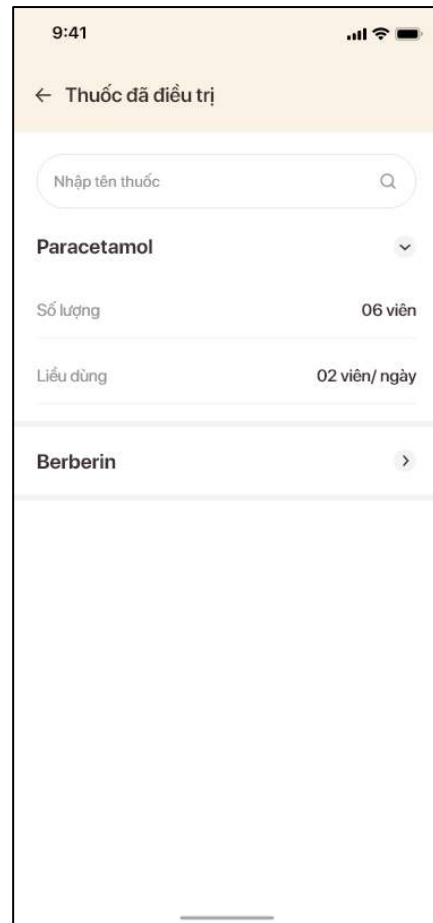 9:41
Thuốc đã điều trị
Nhập tên thuốc
Paracetamol
Số lượng 06 viên
Liều dùng 02 viên/ ngày
Berberin